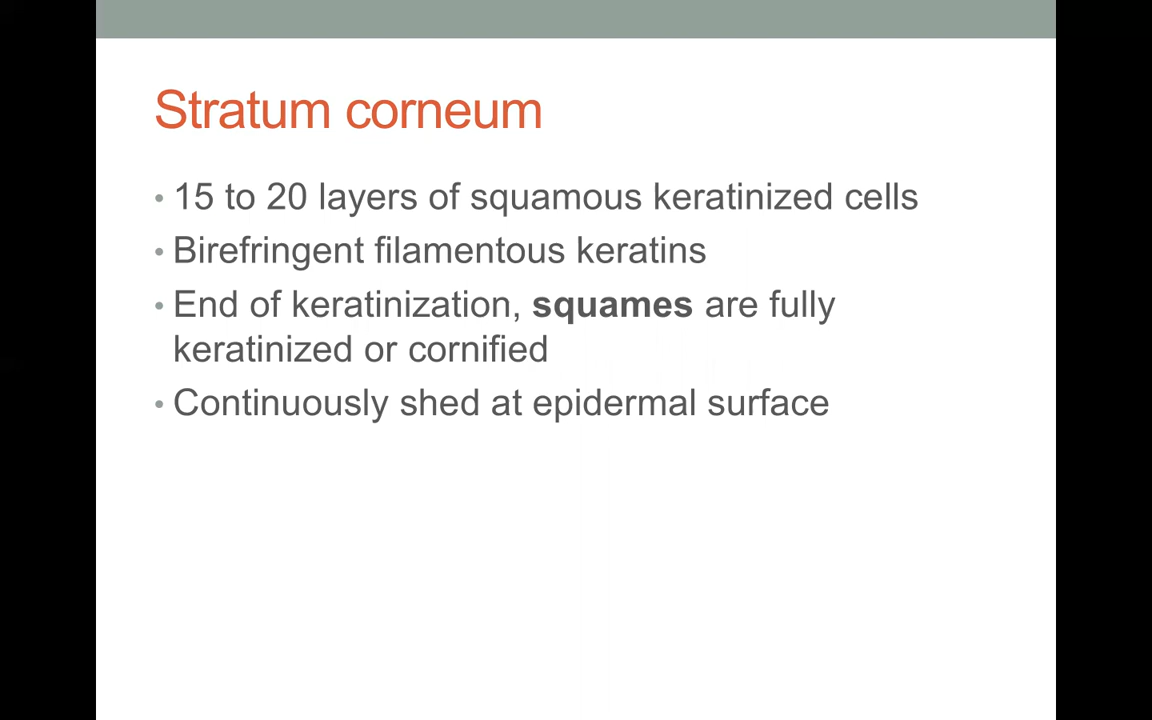 Stratum corneum
• 15 to 20 layers of squamous keratinized cells
• Birefringent filamentous keratins
• End of keratinization, squames are fully
keratinized or cornified
• Continuously shed at epidermal surface